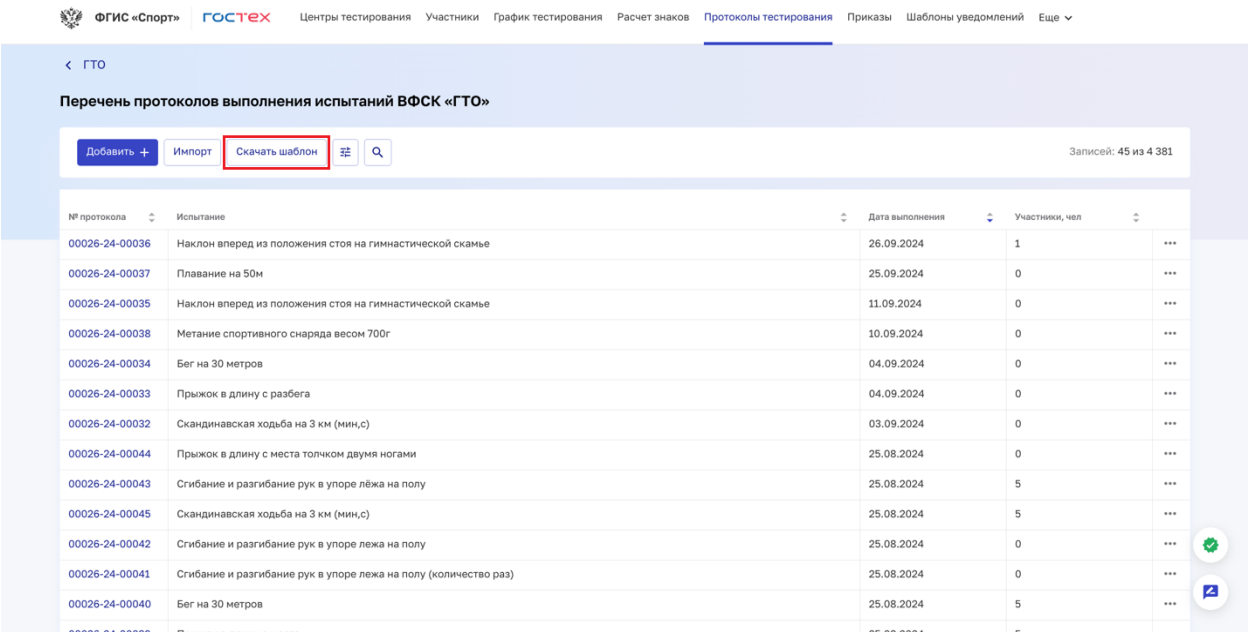 ФГИС «Спорт» ГОСТЕХ Центры тестирования Участники График тестирования Расчет знаков Протоколы тестирования Приказы Шаблоны уведомлений Еще
ГТО
Перечень протоколов выполнения испытаний ВФСК «ГТО»
Добавить + Импорт Скачать шаблон Записей: 45 из 4 381
№ протокола Испытание Дата выполнения Участники, чел
00026-24-00036 Наклон вперед из положения стоя на гимнастической скамье 26.09.2024 1
00026-24-00037 Плавание на 50м 25.09.2024 0
00026-24-00035 Наклон вперед из положения стоя на гимнастической скамье 11.09.2024 0
00026-24-00038 Метание спортивного снаряда весом 700г 10.09.2024 0
00026-24-00034 Бег на 30 метров 04.09.2024 0
00026-24-00033 Прыжок в длину с разбега 04.09.2024 0
00026-24-00032 Скандинавская ходьба на 3 км (мин,с) 03.09.2024 0
00026-24-00044 Прыжок в длину с места толчком двумя ногами 25.08.2024 0
00026-24-00043 Сгибание и разгибание рук в упоре лёжа на полу 25.08.2024 5
00026-24-00045 Скандинавская ходьба на 3 км (мин,с) 25.08.2024 5
00026-24-00042 Сгибание и разгибание рук в упоре лежа на полу 25.08.2024 0
00026-24-00041 Сгибание и разгибание рук в упоре лежа на полу (количество раз) 25.08.2024 0
00026-24-00040 Бег на 30 метров 25.08.2024 5